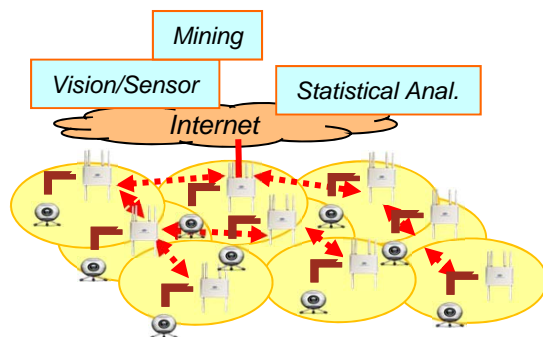 Mining
Vision/Sensor
Statistical Anal.
Internet